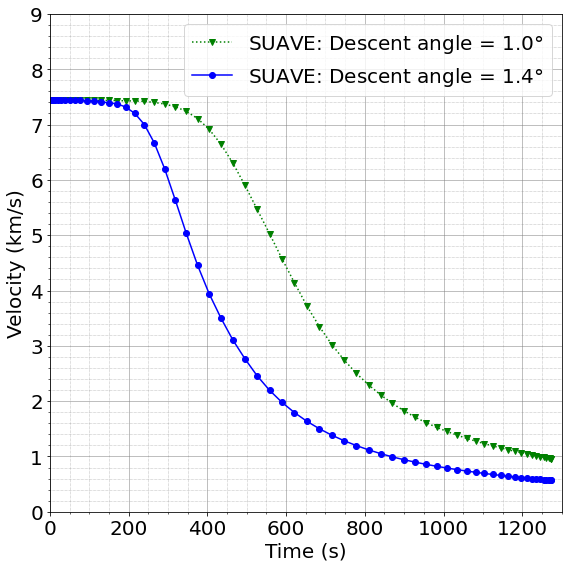 SUAVE: Descent angle = 1.0°
SUAVE: Descent angle = 1.4°
9
8
7
6
5
4
3
2
1
0
Velocity (km/s)
0 200 400 600 800 1000 1200
Time (s)